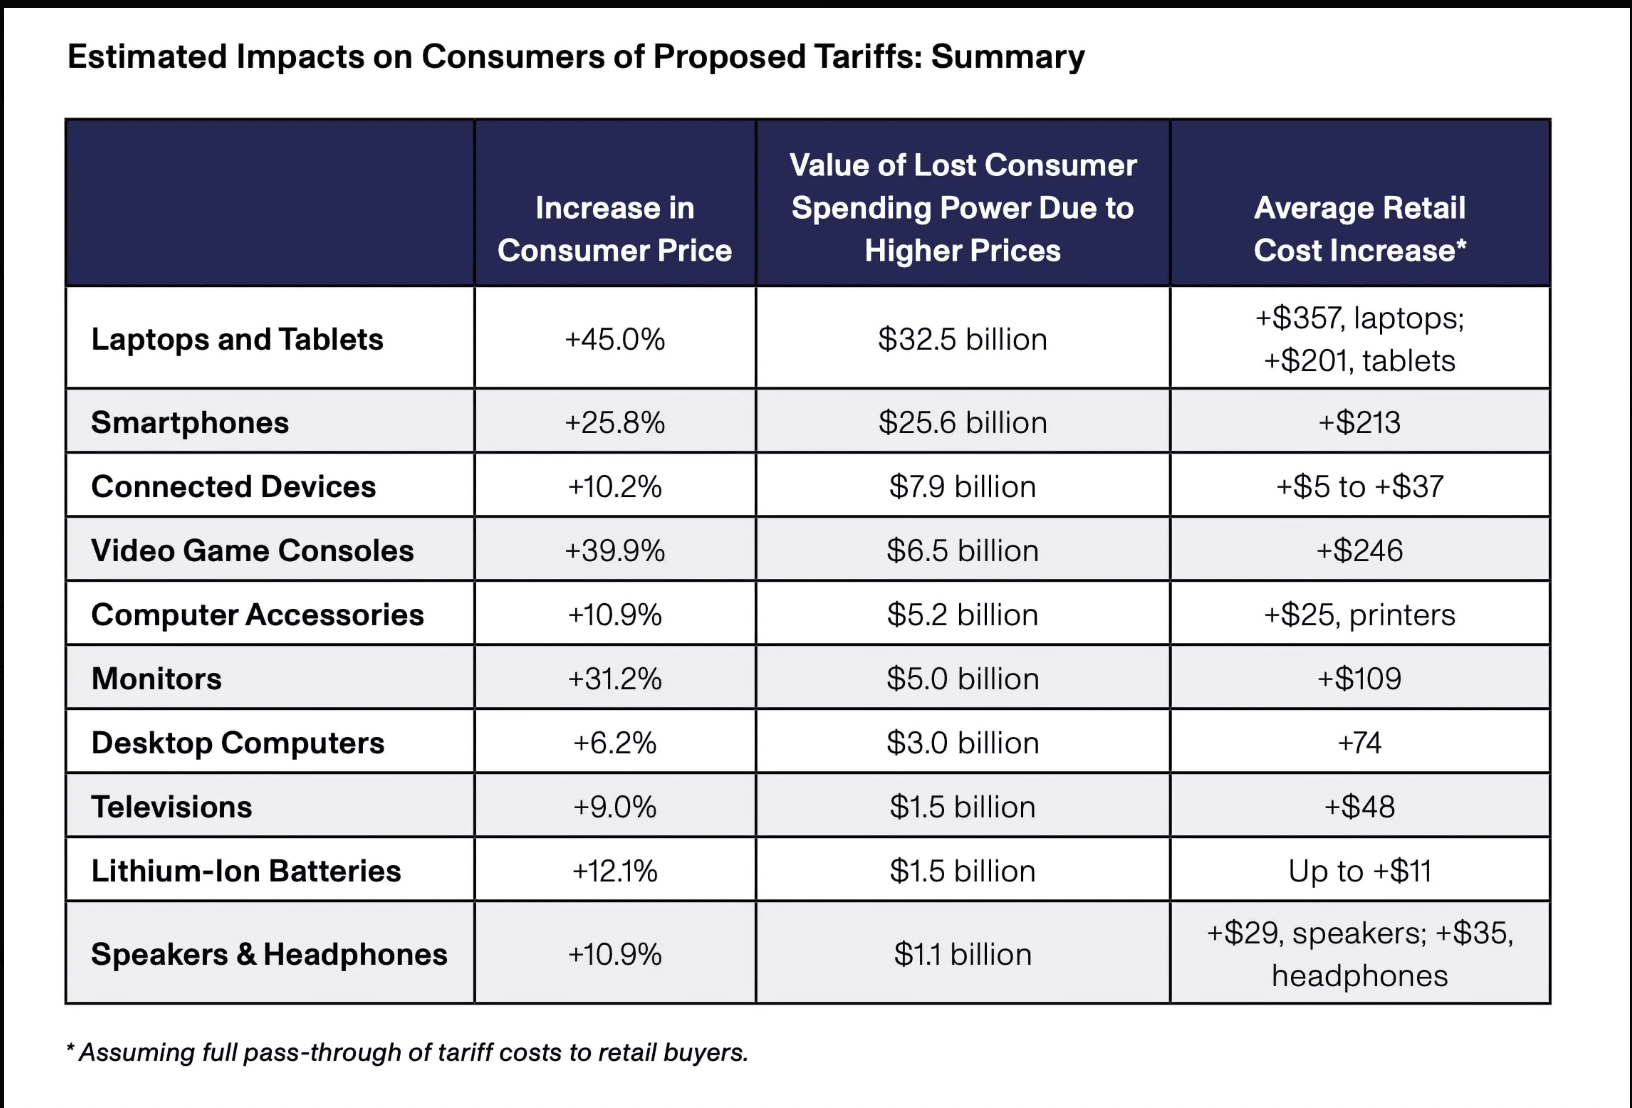 Estimated Impacts on Consumers of Proposed Tariffs: Summary
Increase in
Consumer Price
Value of Lost Consumer
Spending Power Due to
Higher Prices
Average Retail
Cost Increase*
Laptops and Tablets
+45.0%
$32.5 billion
+$357, laptops;
+$201, tablets
Smartphones
+25.8%
$25.6 billion
+$213
Connected Devices
+10.2%
$7.9 billion
+$5 to +$37
Video Game Consoles
+39.9%
$6.5 billion
+$246
Computer Accessories
+10.9%
$5.2 billion
+$25, printers
Monitors
+31.2%
$5.0 billion
+$109
Desktop Computers
+6.2%
$3.0 billion
+74
Televisions
+9.0%
$1.5 billion
+$48
Lithium-Ion Batteries
+12.1%
$1.5 billion
Up to +$11
Speakers & Headphones
+10.9%
$1.1 billion
+$29, speakers; +$35,
headphones
* Assuming full pass-through of tariff costs to retail buyers.